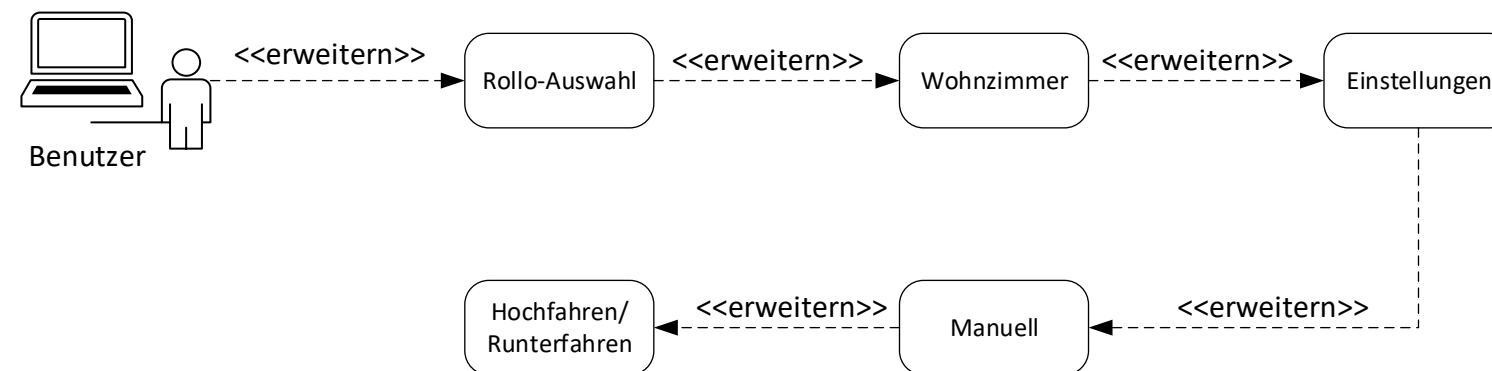 <<erweitern>>
<<erweitern>>
<<erweitern>>
Rollo-Auswahl
Wohnzimmer
Einstellungen
Benutzer
Hochfahren/
Runterfahren
<<erweitern>>
Manuell
<<erweitern>>